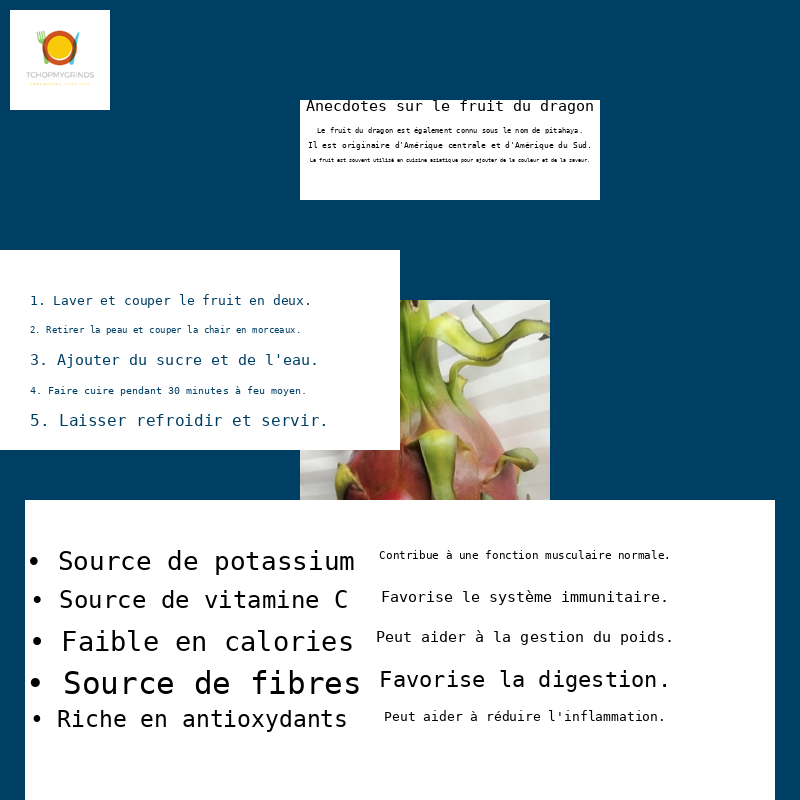 TCHOPMYGRINDS
Anecdotes sur le fruit du dragon
Le fruit du dragon est également connu sous le nom de pitahaya.
Il est originaire d'Amérique centrale et d'Amérique du Sud.
Le fruit est souvent utilisé en cuisine asiatique pour ajouter de la couleur et de la saveur.
1. Laver et couper le fruit en deux.
2. Retirer la peau et couper la chair en morceaux.
3. Ajouter du sucre et de l'eau.
4. Faire cuire pendant 30 minutes à feu moyen.
5. Laisser refroidir et servir.
• Source de potassium Contribue à une fonction musculaire normale.
• Source de vitamine C Favorise le système immunitaire.
• Faible en calories Peut aider à la gestion du poids.
• Source de fibres Favorise la digestion.
• Riche en antioxydants Peut aider à réduire l'inflammation.